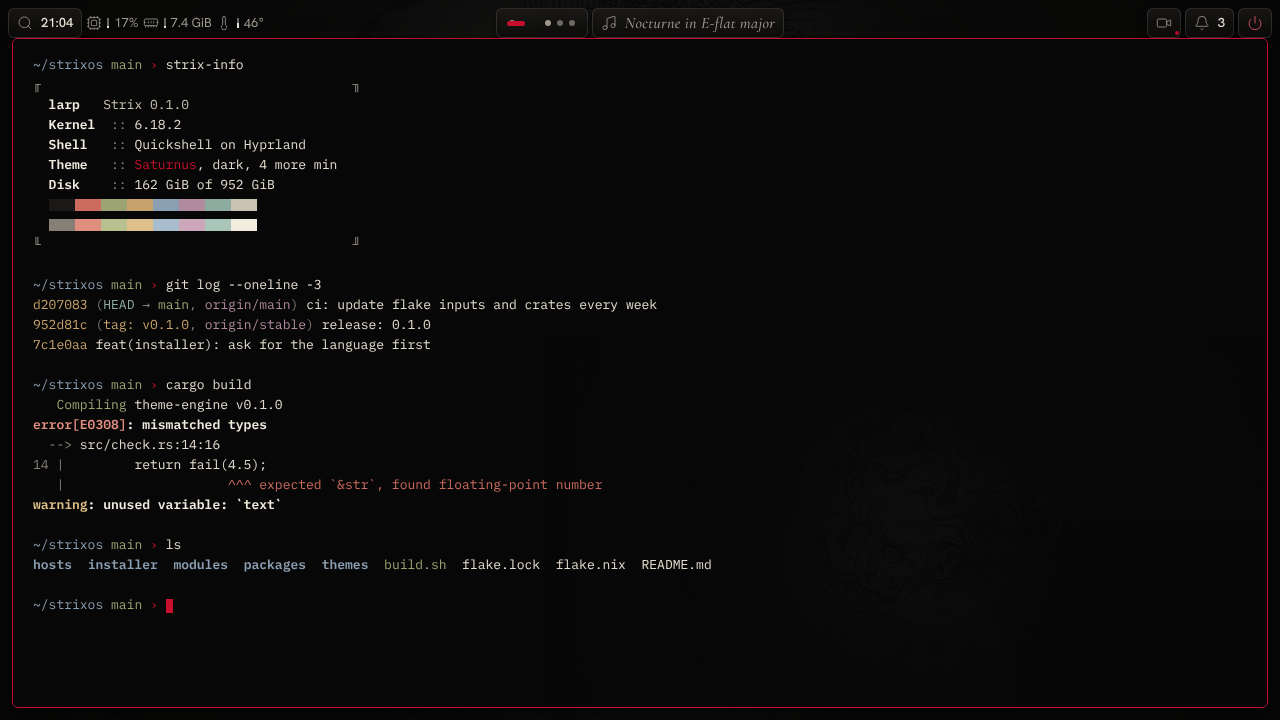 21:04 17% 7.4 GiB 46° Nocturne in E-flat major 3
~/strixos main › strix-info
larp Strix 0.1.0
Kernel :: 6.18.2
Shell :: Quickshell on Hyprland
Theme :: Saturnus, dark, 4 more min
Disk :: 162 GiB of 952 GiB
~/strixos main › git log --oneline -3
d207083 (HEAD → main, origin/main) ci: update flake inputs and crates every week
952d81c (tag: v0.1.0, origin/stable) release: 0.1.0
7c1e0aa feat(installer): ask for the language first
~/strixos main › cargo build
Compiling theme-engine v0.1.0
error[E0308]: mismatched types
--> src/check.rs:14:16
14 | return fail(4.5);
| ^^^ expected `&str`, found floating-point number
warning: unused variable: `text`
~/strixos main › ls
hosts installer modules packages themes build.sh flake.lock flake.nix README.md
~/strixos main ›